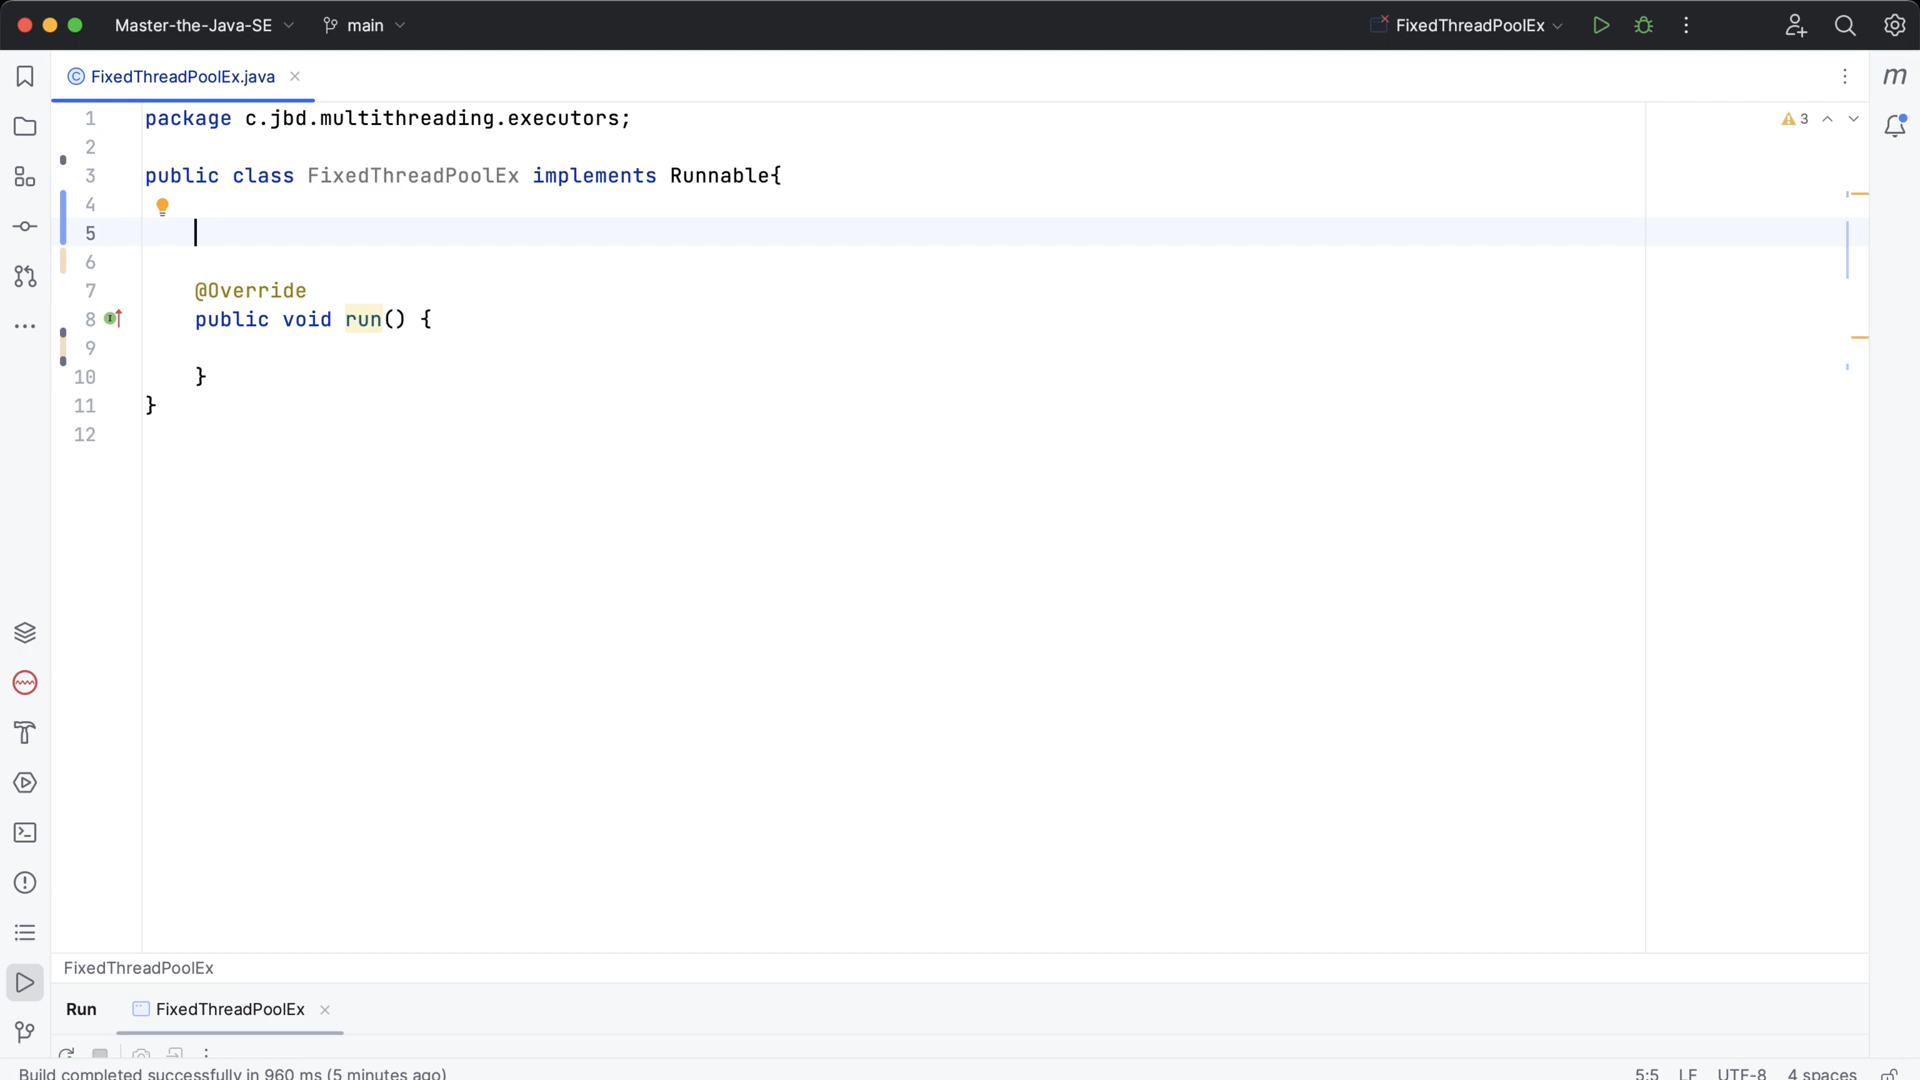 Master-the-Java-SE main FixedThreadPoolEx
FixedThreadPoolEx.java
m
1 package c.jbd.multithreading.executors;
3
2
3 public class FixedThreadPoolEx implements Runnable{
4
5
6
7 @Override
8 public void run() {
9
10 }
11 }
12
FixedThreadPoolEx
Run FixedThreadPoolEx
Build completed successfully in 960 ms (5 minutes ago) 5:5 LF UTF-8 4 spaces